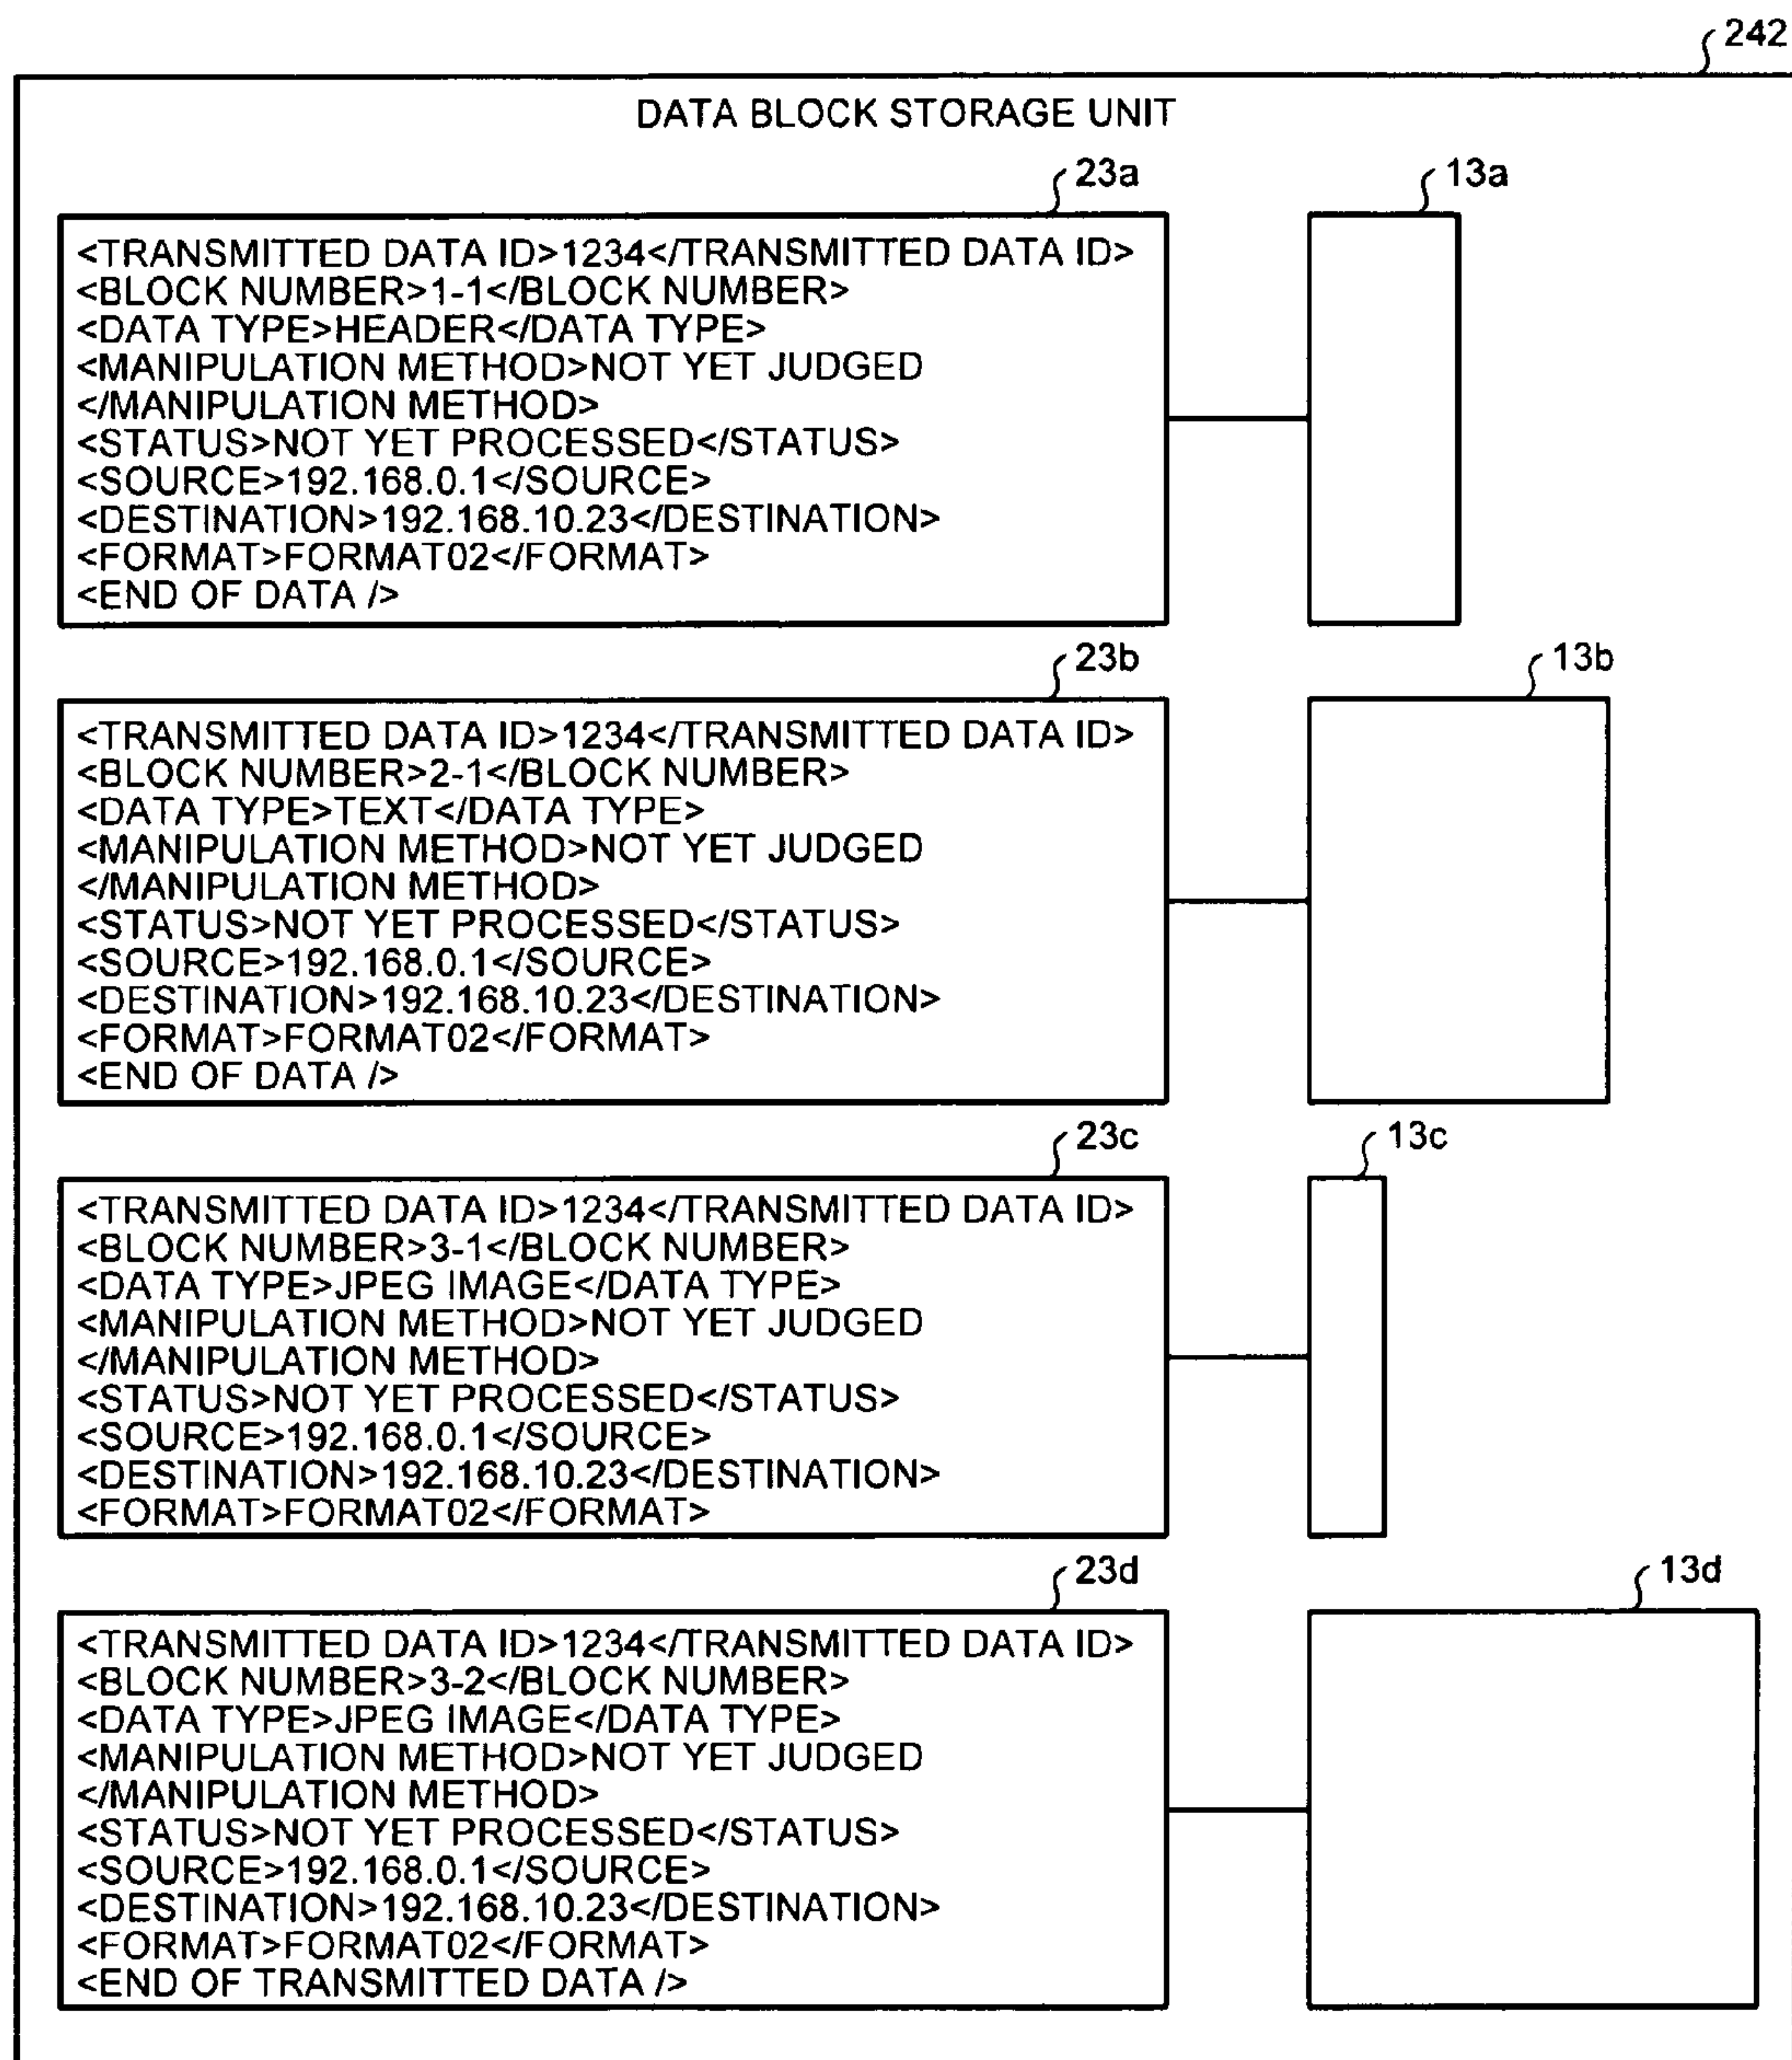 242
DATA BLOCK STORAGE UNIT
23a
13a
<TRANSMITTED DATA ID>1234</TRANSMITTED DATA ID>
<BLOCK NUMBER>1-1</BLOCK NUMBER>
<DATA TYPE>HEADER</DATA TYPE>
<MANIPULATION METHOD>NOT YET JUDGED
</MANIPULATION METHOD>
<STATUS>NOT YET PROCESSED</STATUS>
<SOURCE>192.168.0.1</SOURCE>
<DESTINATION>192.168.10.23</DESTINATION>
<FORMAT>FORMAT02</FORMAT>
<END OF DATA />
23b
13b
<TRANSMITTED DATA ID>1234</TRANSMITTED DATA ID>
<BLOCK NUMBER>2-1</BLOCK NUMBER>
<DATA TYPE>TEXT</DATA TYPE>
<MANIPULATION METHOD>NOT YET JUDGED
</MANIPULATION METHOD>
<STATUS>NOT YET PROCESSED</STATUS>
<SOURCE>192.168.0.1</SOURCE>
<DESTINATION>192.168.10.23</DESTINATION>
<FORMAT>FORMAT02</FORMAT>
<END OF DATA />
23c
13c
<TRANSMITTED DATA ID>1234</TRANSMITTED DATA ID>
<BLOCK NUMBER>3-1</BLOCK NUMBER>
<DATA TYPE>JPEG IMAGE</DATA TYPE>
<MANIPULATION METHOD>NOT YET JUDGED
</MANIPULATION METHOD>
<STATUS>NOT YET PROCESSED</STATUS>
<SOURCE>192.168.0.1</SOURCE>
<DESTINATION>192.168.10.23</DESTINATION>
<FORMAT>FORMAT02</FORMAT>
23d
13d
<TRANSMITTED DATA ID>1234</TRANSMITTED DATA ID>
<BLOCK NUMBER>3-2</BLOCK NUMBER>
<DATA TYPE>JPEG IMAGE</DATA TYPE>
<MANIPULATION METHOD>NOT YET JUDGED
</MANIPULATION METHOD>
<STATUS>NOT YET PROCESSED</STATUS>
<SOURCE>192.168.0.1</SOURCE>
<DESTINATION>192.168.10.23</DESTINATION>
<FORMAT>FORMAT02</FORMAT>
<END OF TRANSMITTED DATA />